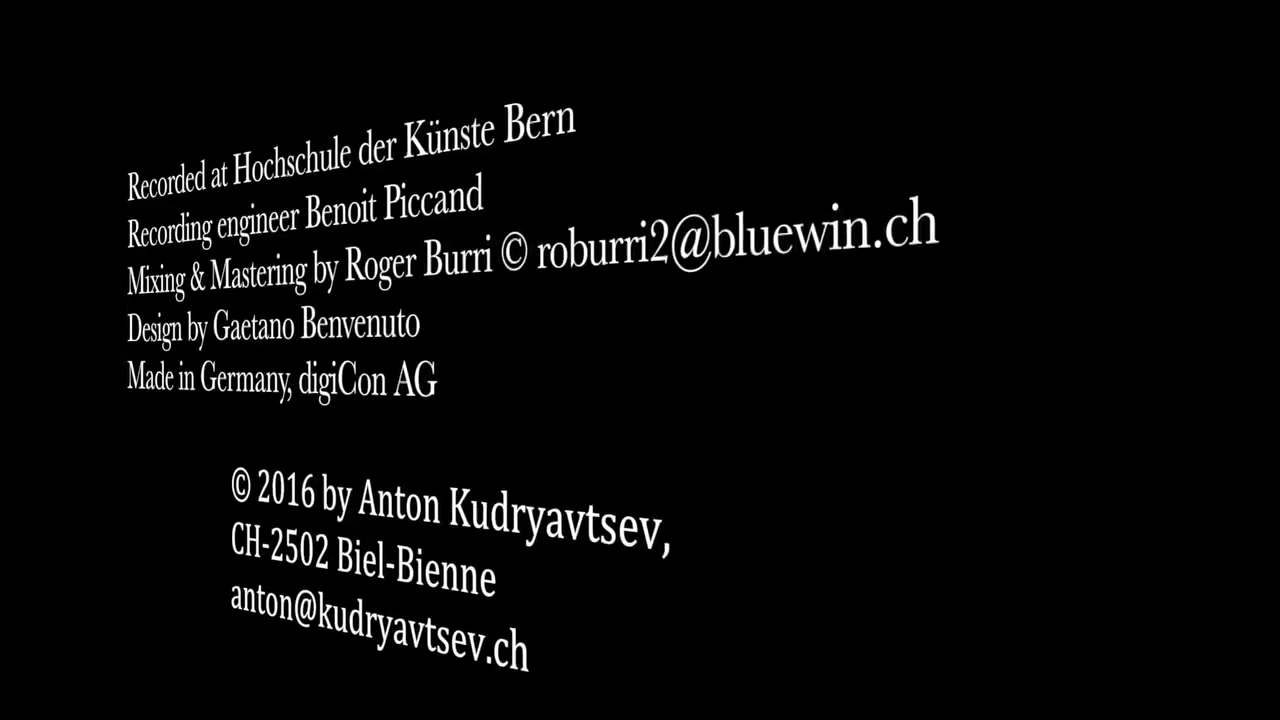 Recorded at Hochschule der Künste Bern
Recording engineer Benoit Piccand
Mixing & Mastering by Roger Burri © roburri2@bluewin.ch
Design by Gaetano Benvenuto
Made in Germany, digiCon AG
© 2016 by Anton Kudryavtsev,
CH-2502 Biel-Bienne
anton@kudryavtsev.ch